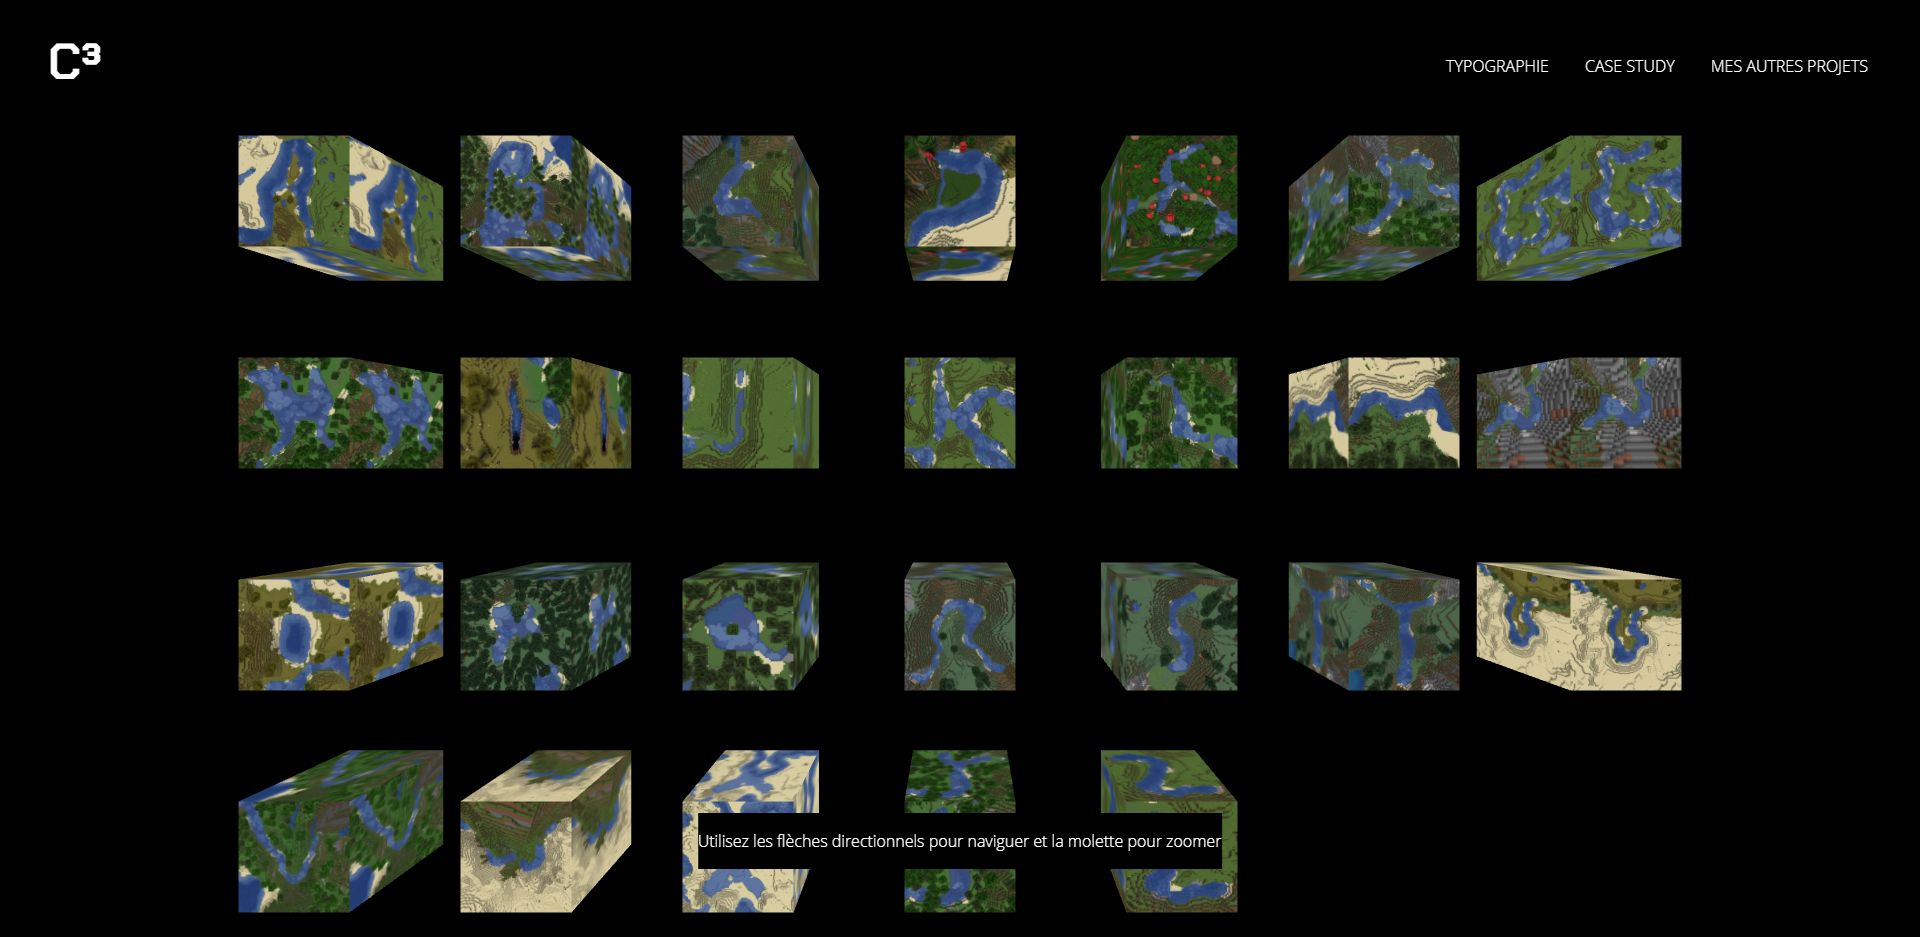 C³
TYPOGRAPHIE
CASE STUDY
MES AUTRES PROJETS
Utilisez les flèches directionnels pour naviguer et la molette pour zoomer